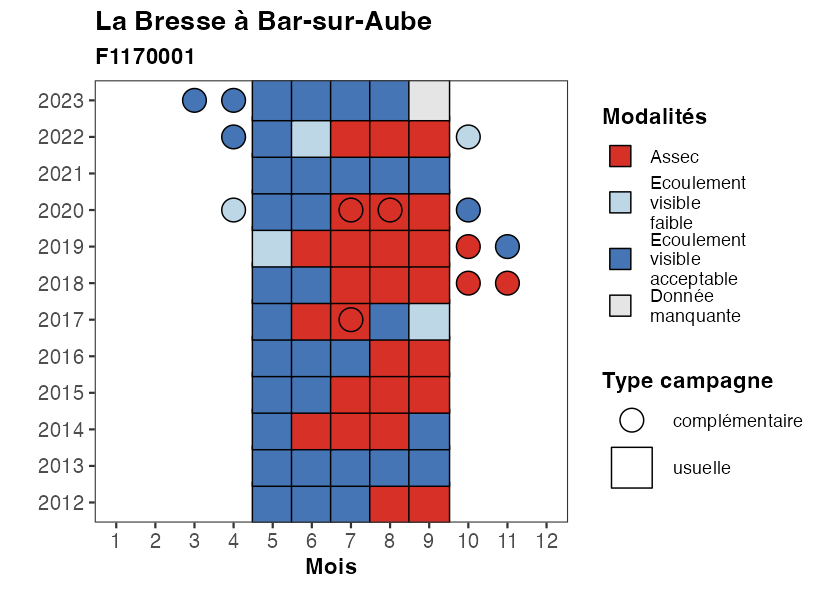 La Bresse à Bar-sur-Aube
F1170001
2023
2022
2021
2020
2019
2018
2017
2016
2015
2014
2013
2012
1 2 3 4 5 6 7 8 9 10 11 12
Mois
Modalités
Assec
Ecoulement
visible
faible
Ecoulement
visible
acceptable
Donnée
manquante
Type campagne
complémentaire
usuelle